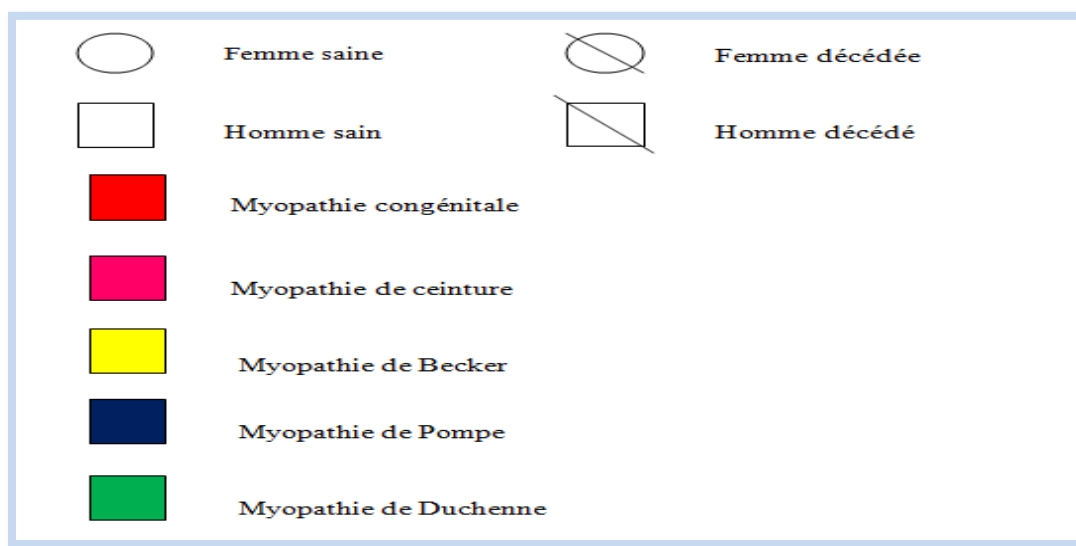 Femme saine
Femme décédée
Homme sain
Homme décédé
Myopathie congénitale
Myopathie de ceinture
Myopathie de Becker
Myopathie de Pompe
Myopathie de Duchenne